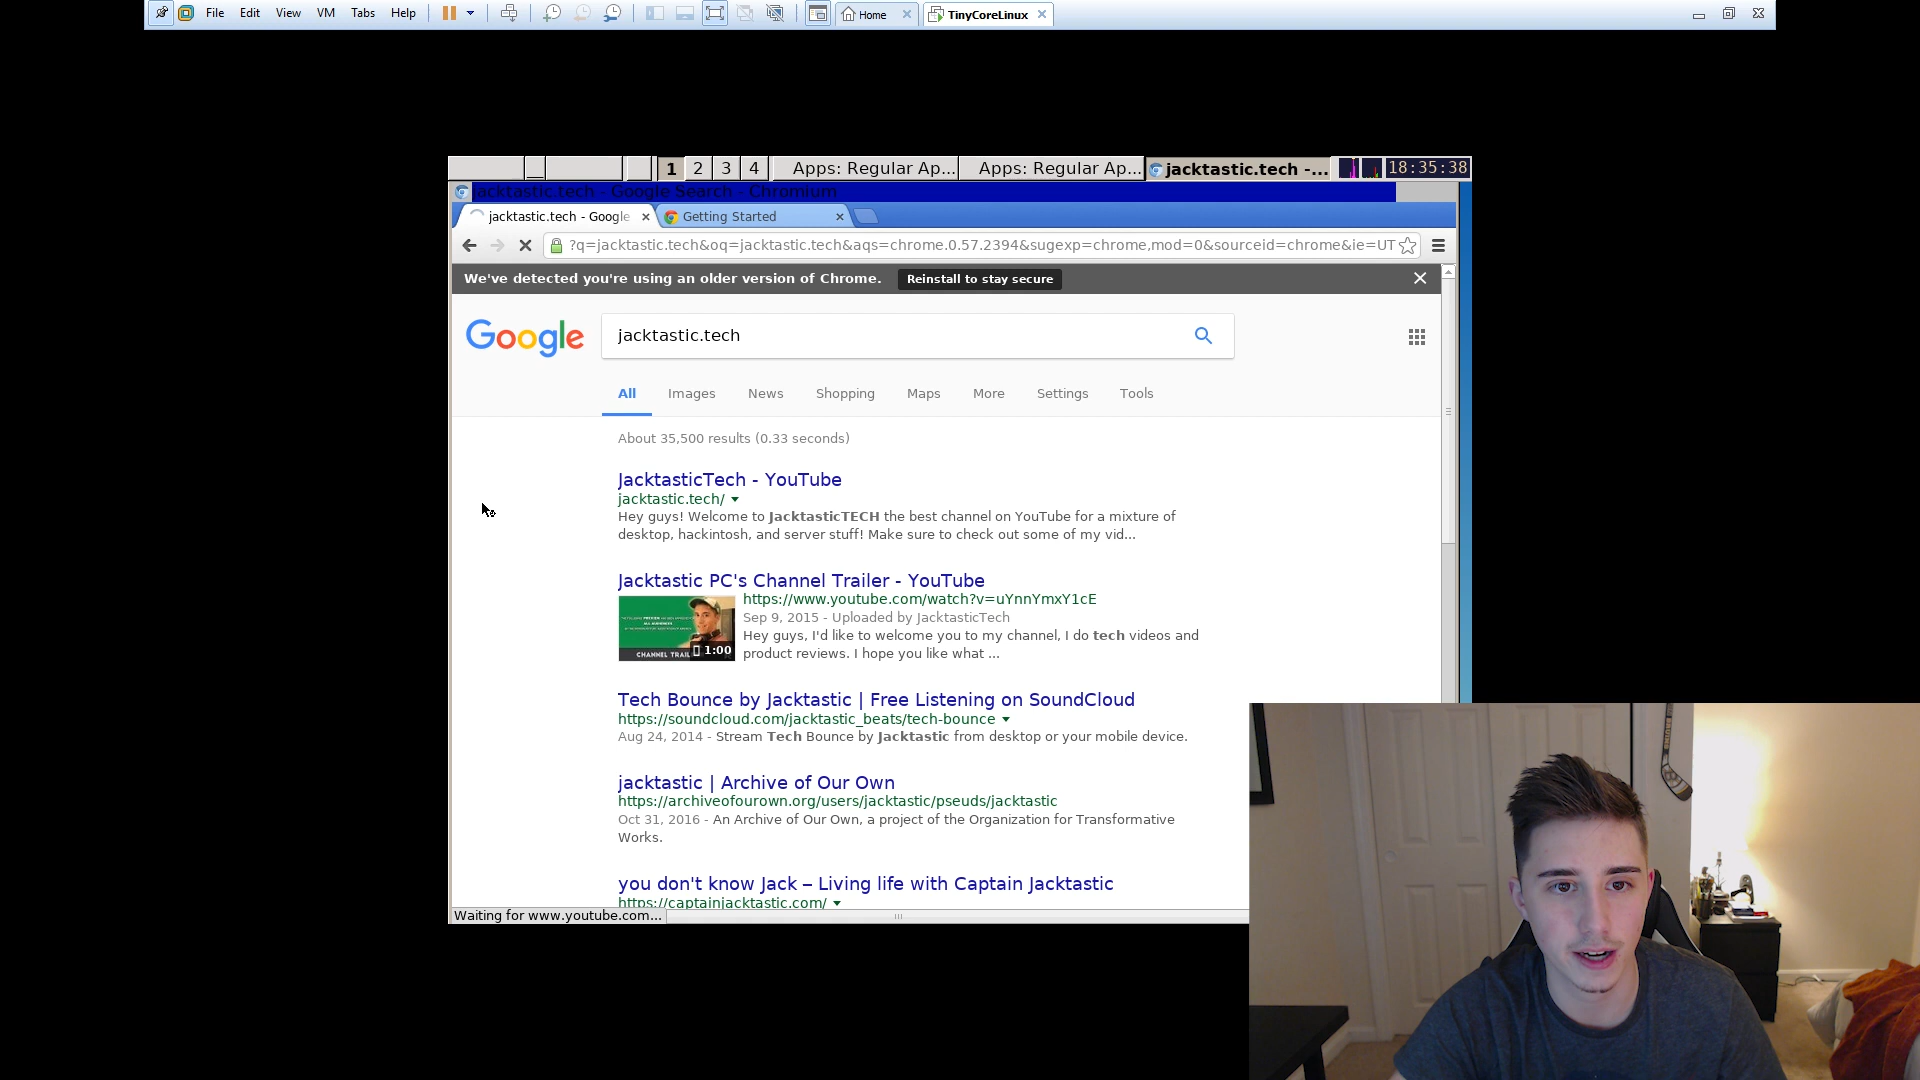 File Edit View VM Tabs Help Home TinyCoreLinux
1 2 3 4 Apps: Regular Ap... Apps: Regular Ap... jacktastic.tech -... 18:35:38
jacktastic.tech - Google Search - Chromium
jacktastic.tech - Google Getting Started
?q=jacktastic.tech&oq=jacktastic.tech&aqs=chrome.0.57.2394&sugexp=chrome,mod=0&sourceid=chrome&ie=UT
We've detected you're using an older version of Chrome. Reinstall to stay secure
Google jacktastic.tech
All Images News Shopping Maps More Settings Tools
About 35,500 results (0.33 seconds)
JacktasticTech - YouTube
jacktastic.tech/
Hey guys! Welcome to JacktasticTECH the best channel on YouTube for a mixture of
desktop, hackintosh, and server stuff! Make sure to check out some of my vid...
Jacktastic PC's Channel Trailer - YouTube
https://www.youtube.com/watch?v=uYnnYmxY1cE
Sep 9, 2015 - Uploaded by JacktasticTech
Hey guys, I'd like to welcome you to my channel, I do tech videos and
product reviews. I hope you like what ...
CHANNEL TRAIL 1:00
Tech Bounce by Jacktastic | Free Listening on SoundCloud
https://soundcloud.com/jacktastic_beats/tech-bounce
Aug 24, 2014 - Stream Tech Bounce by Jacktastic from desktop or your mobile device.
jacktastic | Archive of Our Own
https://archiveofourown.org/users/jacktastic/pseuds/jacktastic
Oct 31, 2016 - An Archive of Our Own, a project of the Organization for Transformative
Works.
you don't know Jack – Living life with Captain Jacktastic
https://captainjacktastic.com/
Waiting for www.youtube.com...